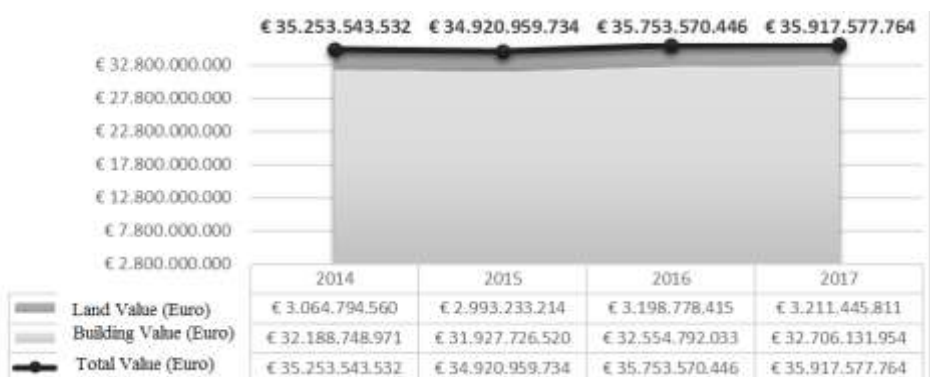 € 35.253.543.532 € 34.920.959.734 € 35.753.570.446 € 35.917.577.764
€ 32.800.000.000
€ 27.800.000.000
€ 22.800.000.000
€ 17.800.000.000
€ 12.800.000.000
€ 7.800.000.000
€ 2.800.000.000
2014 2015 2016 2017
Land Value (Euro) € 3.064.794.560 € 2.993.233.214 € 3.198.778.415 € 3.211.445.811
Building Value (Euro) € 32.188.748.971 € 31.927.726.520 € 32.554.792.033 € 32.706.131.954
Total Value (Euro) € 35.253.543.532 € 34.920.959.734 € 35.753.570.446 € 35.917.577.764